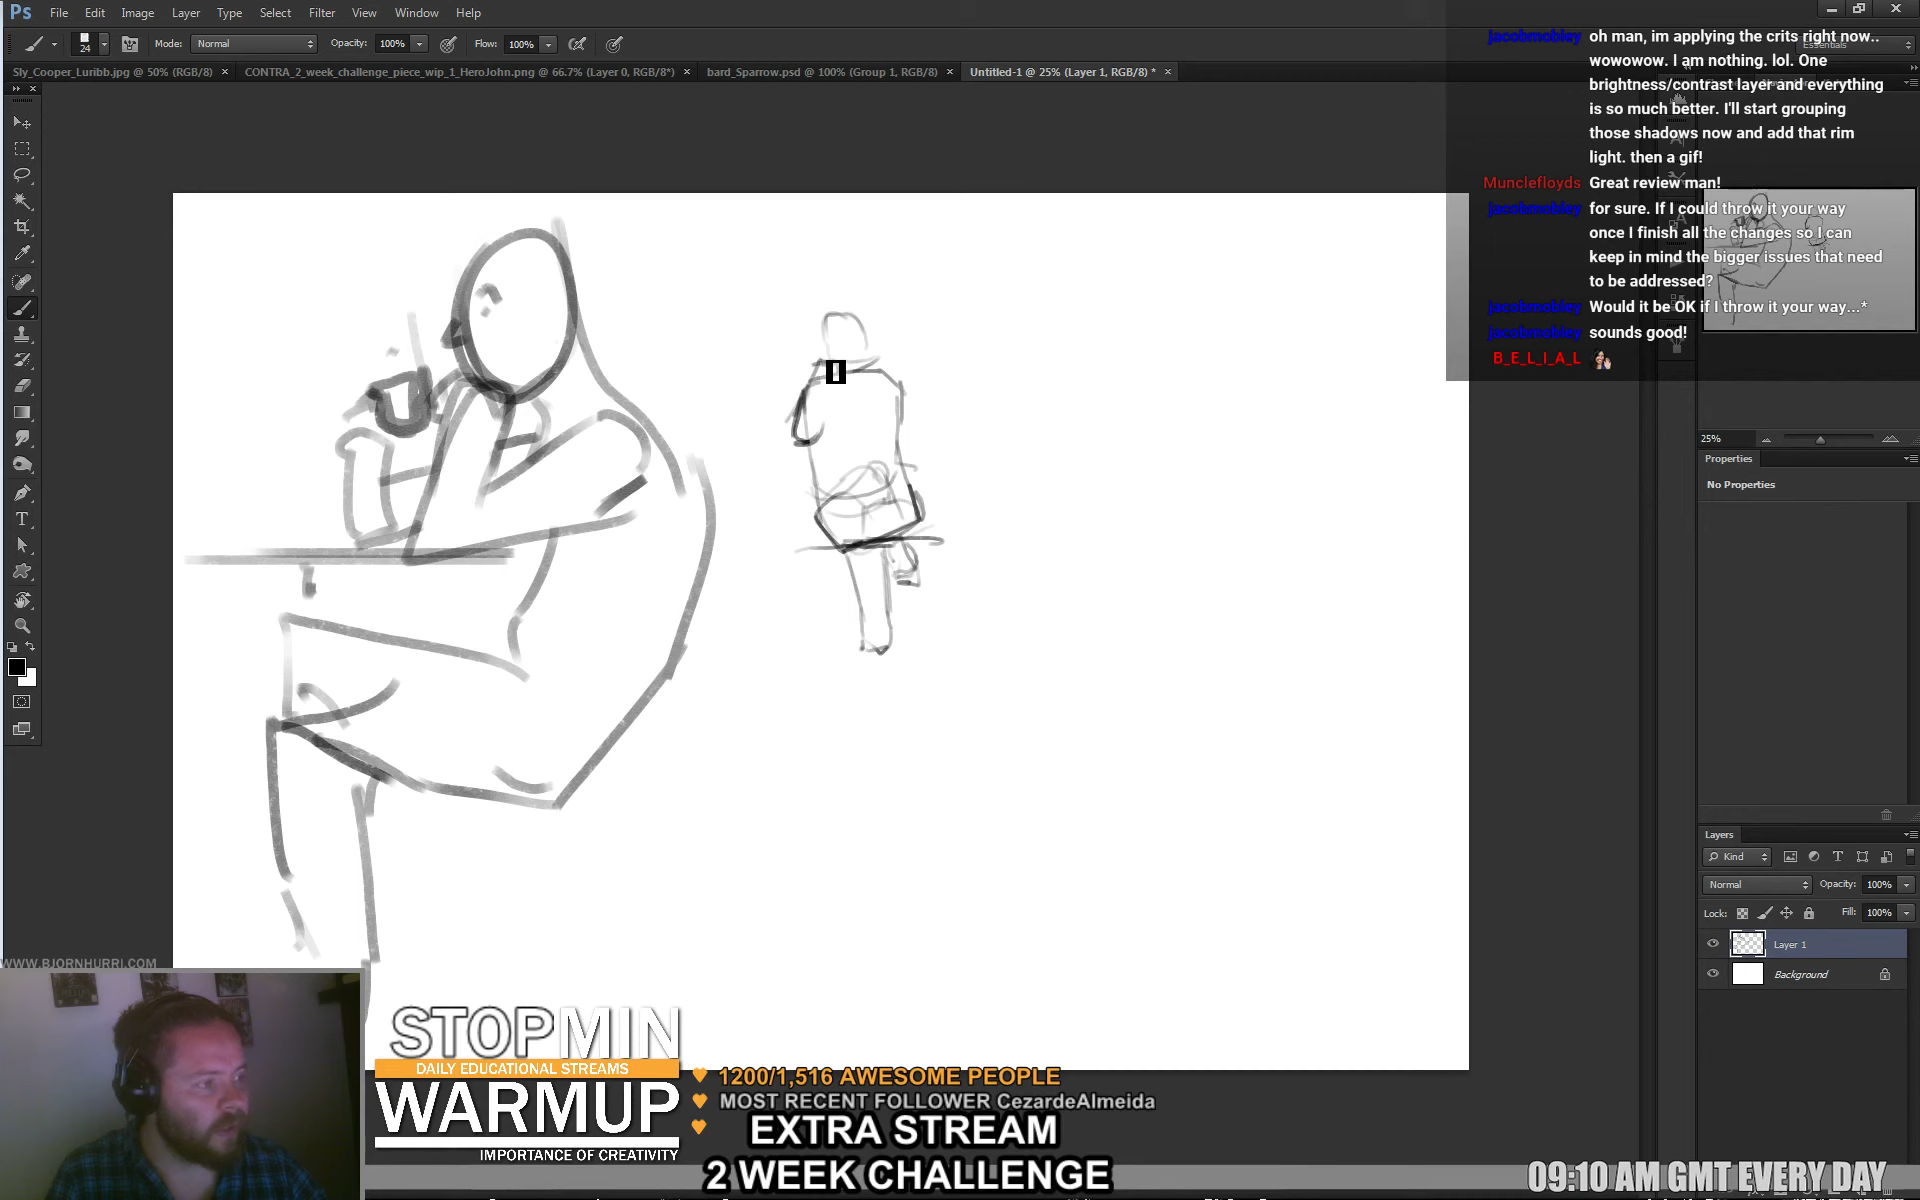 Ps File Edit Image Layer Type Select Filter View Window Help
24 Mode: Normal Opacity: 100% Flow: 100%
Essentials
Sly_Cooper_Luribb.jpg @ 50% (RGB/8) × CONTRA_2_week_challenge_piece_wip_1_HeroJohn.png @ 66.7% (Layer 0, RGB/8*) × bard_Sparrow.psd @ 100% (Group 1, RGB/8) × Untitled-1 @ 25% (Layer 1, RGB/8) * ×
jacobmobley oh man, im applying the crits right now..
wowowow. I am nothing. lol. One
brightness/contrast layer and everything
is so much better. I'll start grouping
those shadows now and add that rim
light. then a gif!
Munclefloyds Great review man!
jacobmobley for sure. If I could throw it your way
once I finish all the changes so I can
keep in mind the bigger issues that need
to be addressed?
jacobmobley Would it be OK if I throw it your way...*
jacobmobley sounds good!
B_E_L_I_A_L
25%
Properties
No Properties
Layers
Kind
Normal Opacity: 100%
Lock: Fill: 100%
Layer 1
Background
WWW.BJORNHURRI.COM
STOPMIN
DAILY EDUCATIONAL STREAMS
WARMUP
IMPORTANCE OF CREATIVITY
1200/1,516 AWESOME PEOPLE
MOST RECENT FOLLOWER CezardeAlmeida
EXTRA STREAM
2 WEEK CHALLENGE
09:10 AM GMT EVERY DAY